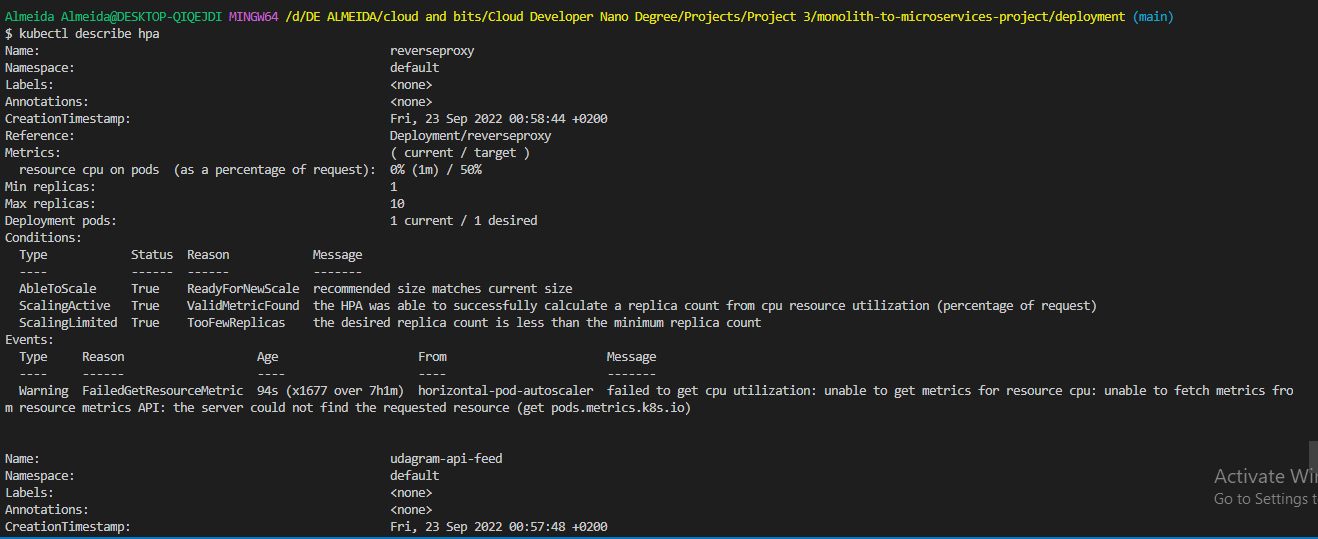 Almeida Almeida@DESKTOP-QIQEJDI MINGW64 /d/DE ALMEIDA/cloud and bits/Cloud Developer Nano Degree/Projects/Project 3/monolith-to-microservices-project/deployment (main)
$ kubectl describe hpa
Name: reverseproxy
Namespace: default
Labels: <none>
Annotations: <none>
CreationTimestamp: Fri, 23 Sep 2022 00:58:44 +0200
Reference: Deployment/reverseproxy
Metrics: ( current / target )
resource cpu on pods (as a percentage of request): 0% (1m) / 50%
Min replicas: 1
Max replicas: 10
Deployment pods: 1 current / 1 desired
Conditions:
Type Status Reason Message
---- ------ ------ -------
AbleToScale True ReadyForNewScale recommended size matches current size
ScalingActive True ValidMetricFound the HPA was able to successfully calculate a replica count from cpu resource utilization (percentage of request)
ScalingLimited True TooFewReplicas the desired replica count is less than the minimum replica count
Events:
Type Reason Age From Message
---- ------ ---- ---- -------
Warning FailedGetResourceMetric 94s (x1677 over 7h1m) horizontal-pod-autoscaler failed to get cpu utilization: unable to get metrics for resource cpu: unable to fetch metrics fro
m resource metrics API: the server could not find the requested resource (get pods.metrics.k8s.io)
Name: udagram-api-feed
Namespace: default
Labels: <none>
Annotations: <none>
CreationTimestamp: Fri, 23 Sep 2022 00:57:48 +0200
Activate Wi
Go to Settings t